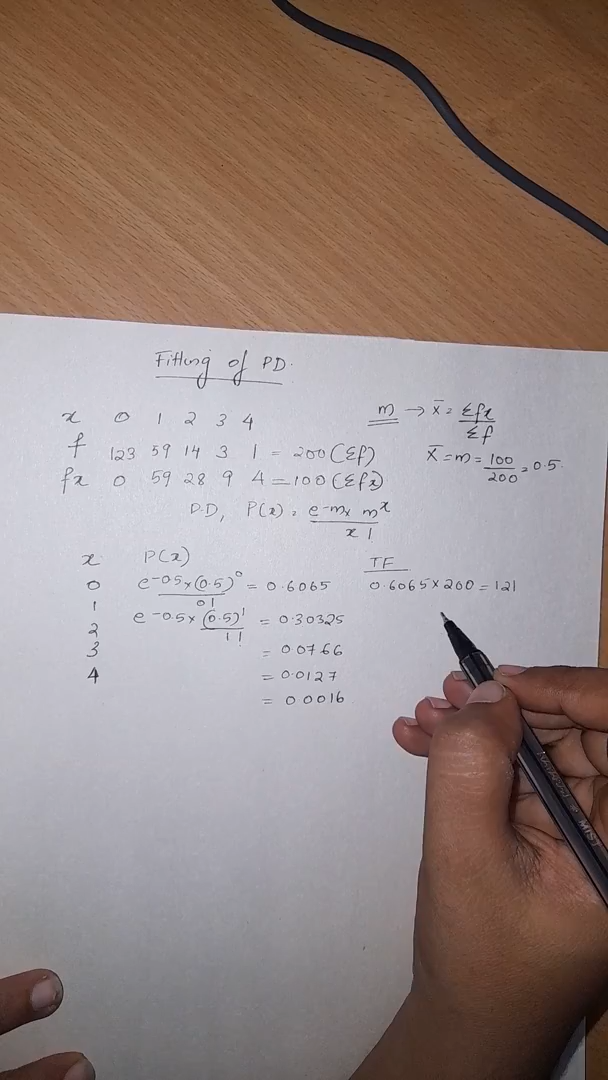 Fitting of PD.
x 0 1 2 3 4
m → x̄ = Σfx / Σf
f 123 59 14 3 1 = 200 (Σf)
x̄ = m = 100 / 200 = 0.5
fx 0 59 28 9 4 = 100 (Σfx)
P.D, P(x) = e-mx m^x / x!
x P(x) TF
0 e^-0.5 x (0.5)^0 / 0! = 0.6065 0.6065 x 200 = 121
1 e-0.5 x (0.5)^1 / 1! = 0.30325
2 = 0.0766
3 = 0.0127
4 = 0.0016
MIST